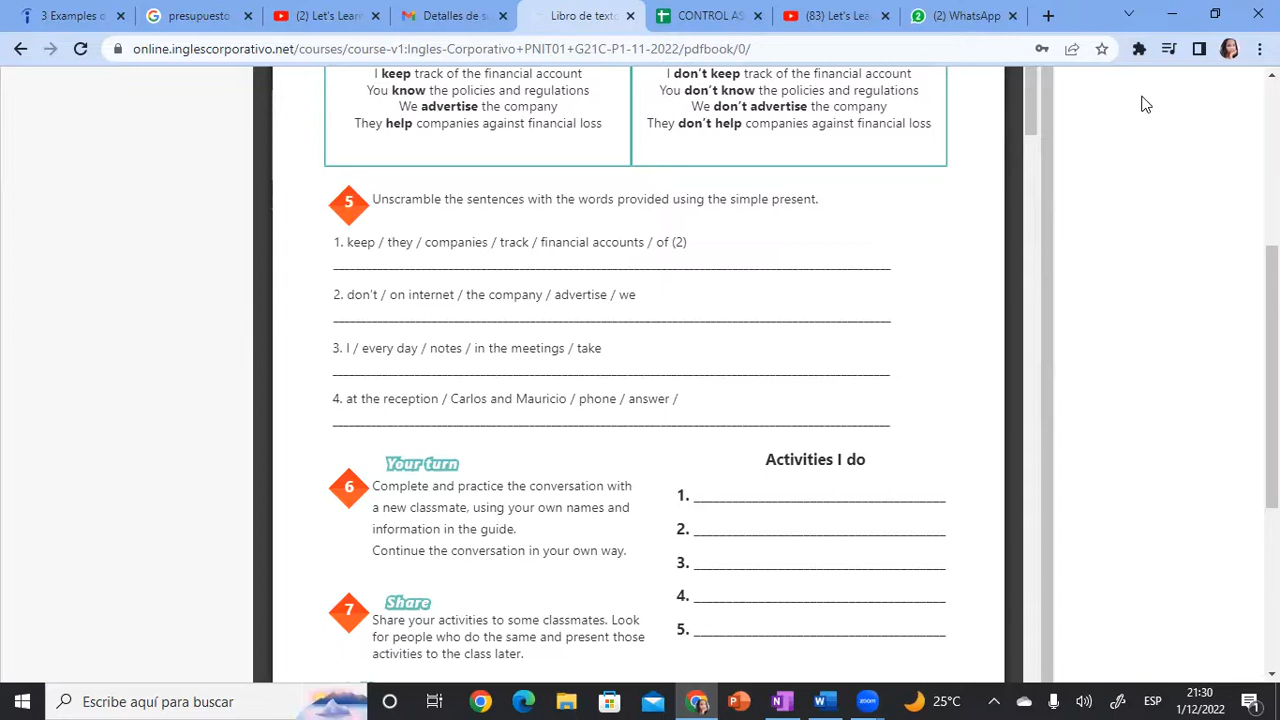 3 Examples o
presupuesto
(2) Let's Lear
Detalles de su
Libro de texto
CONTROL AS
(83) Let's Lea
(2) WhatsApp
online.inglescorporativo.net/courses/course-v1:Ingles-Corporativo+PNIT01+G21C-P1-11-2022/pdfbook/0/
I keep track of the financial account
You know the policies and regulations
We advertise the company
They help companies against financial loss
I don't keep track of the financial account
You don't know the policies and regulations
We don't advertise the company
They don't help companies against financial loss
5 Unscramble the sentences with the words provided using the simple present.
1. keep / they / companies / track / financial accounts / of (2)
2. don't / on internet / the company / advertise / we
3. I / every day / notes / in the meetings / take
4. at the reception / Carlos and Mauricio / phone / answer /
Your turn
6 Complete and practice the conversation with
a new classmate, using your own names and
information in the guide.
Continue the conversation in your own way.
7 Share
Share your activities to some classmates. Look
for people who do the same and present those
activities to the class later.
Activities I do
1.
2.
3.
4.
5.
Escribe aquí para buscar
25°C
ESP
21:30
1/12/2022